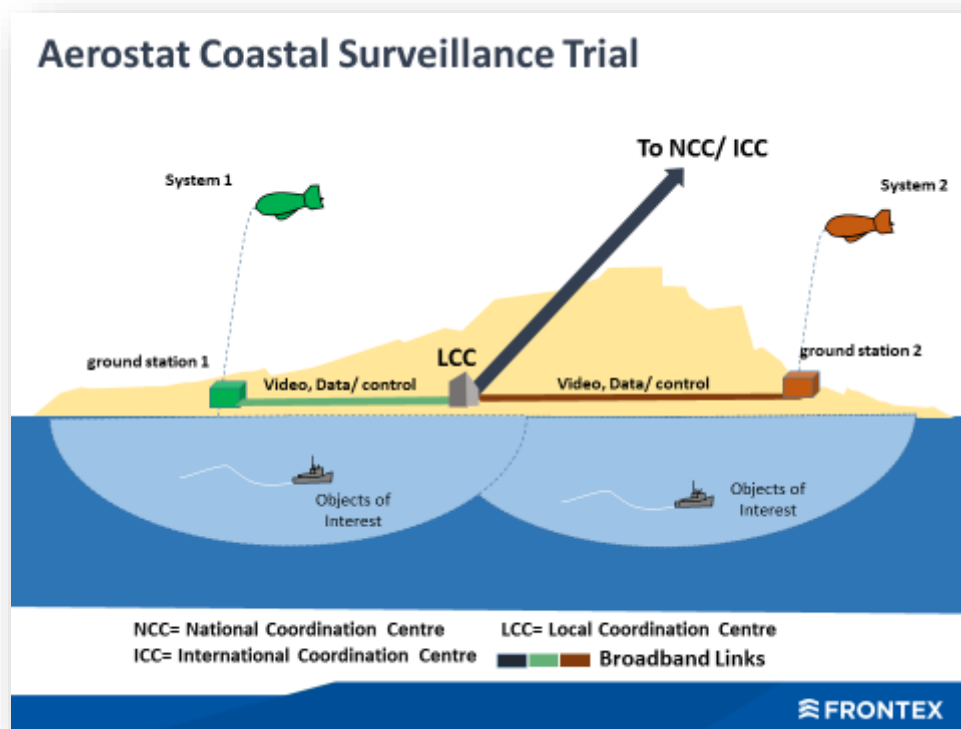 Aerostat Coastal Surveillance Trial
To NCC/ ICC
System 1
System 2
ground station 1
LCC
ground station 2
Video, Data/ control
Video, Data/ control
Objects of
Interest
Objects of
Interest
NCC= National Coordination Centre
LCC= Local Coordination Centre
ICC= International Coordination Centre
Broadband Links
FRONTEX